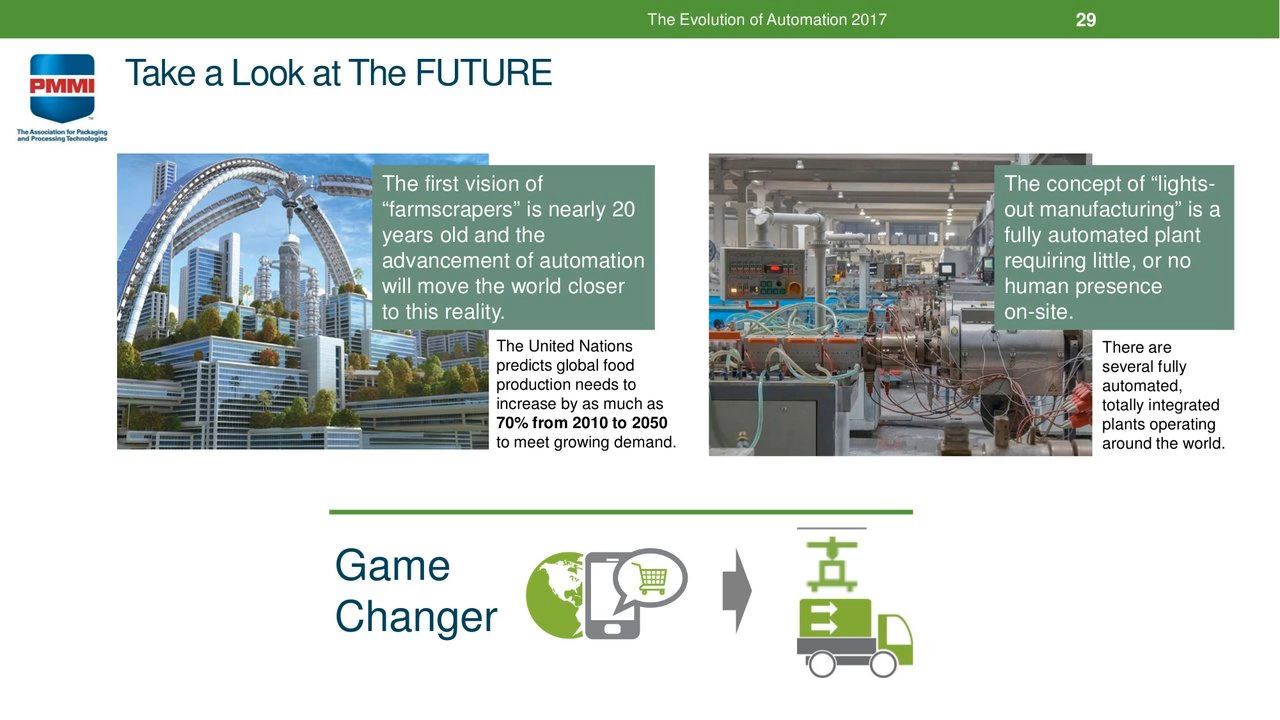 The Evolution of Automation 2017
29
PMMI
TM
The Association for Packaging
and Processing Technologies
Take a Look at The FUTURE
The first vision of
“farmscrapers” is nearly 20
years old and the
advancement of automation
will move the world closer
to this reality.
The United Nations
predicts global food
production needs to
increase by as much as
70% from 2010 to 2050
to meet growing demand.
The concept of “lights-
out manufacturing” is a
fully automated plant
requiring little, or no
human presence
on-site.
There are
several fully
automated,
totally integrated
plants operating
around the world.
Game
Changer